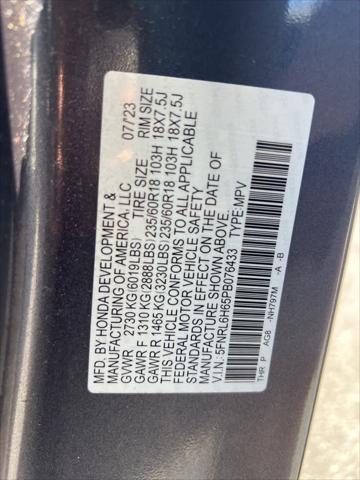 MFD. BY HONDA DEVELOPMENT &
MANUFACTURING OF AMERICA, LLC 07/23
GVWR 2730 KG(6019LBS) TIRE SIZE RIM SIZE
GAWR F 1310 KG(2888LBS)235/60R18 103H 18X7.5J
GAWR R 1465 KG(3230LBS)235/60R18 103H 18X7.5J
THIS VEHICLE CONFORMS TO ALL APPLICABLE
FEDERAL MOTOR VEHICLE SAFETY
STANDARDS IN EFFECT ON THE DATE OF
MANUFACTURE SHOWN ABOVE.
V.I.N.:5FNRL6H65PB076433 TYPE:MPV
THR P AG8 -NH797M -A -B